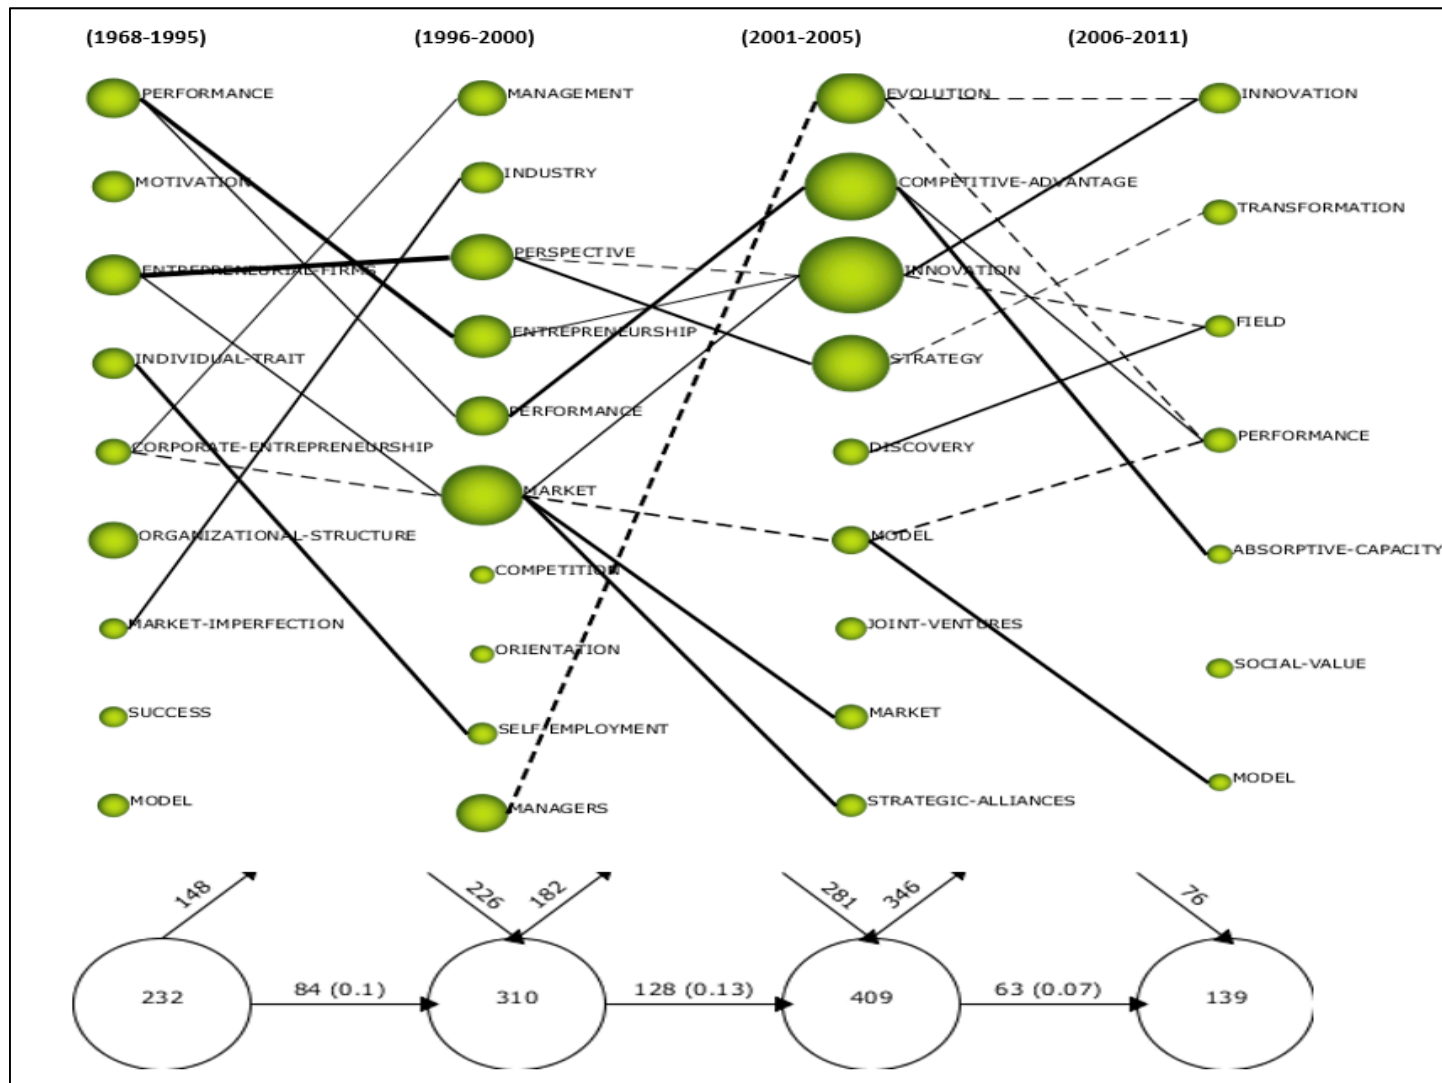 (1968-1995)
(1996-2000)
(2001-2005)
(2006-2011)
PERFORMANCE
MOTIVATION
ENTREPRENEURIAL-FIRMS
INDIVIDUAL-TRAIT
CORPORATE-ENTREPRENEURSHIP
ORGANIZATIONAL-STRUCTURE
MARKET-IMPERFECTION
SUCCESS
MODEL
MANAGEMENT
INDUSTRY
PERSPECTIVE
ENTREPRENEURSHIP
PERFORMANCE
MARKET
COMPETITION
ORIENTATION
SELF-EMPLOYMENT
MANAGERS
EVOLUTION
COMPETITIVE-ADVANTAGE
INNOVATION
STRATEGY
DISCOVERY
MODEL
JOINT-VENTURES
MARKET
STRATEGIC-ALLIANCES
INNOVATION
TRANSFORMATION
FIELD
PERFORMANCE
ABSORPTIVE-CAPACITY
SOCIAL-VALUE
MODEL
148
226
182
281
346
76
232
84 (0.1)
310
128 (0.13)
409
63 (0.07)
139